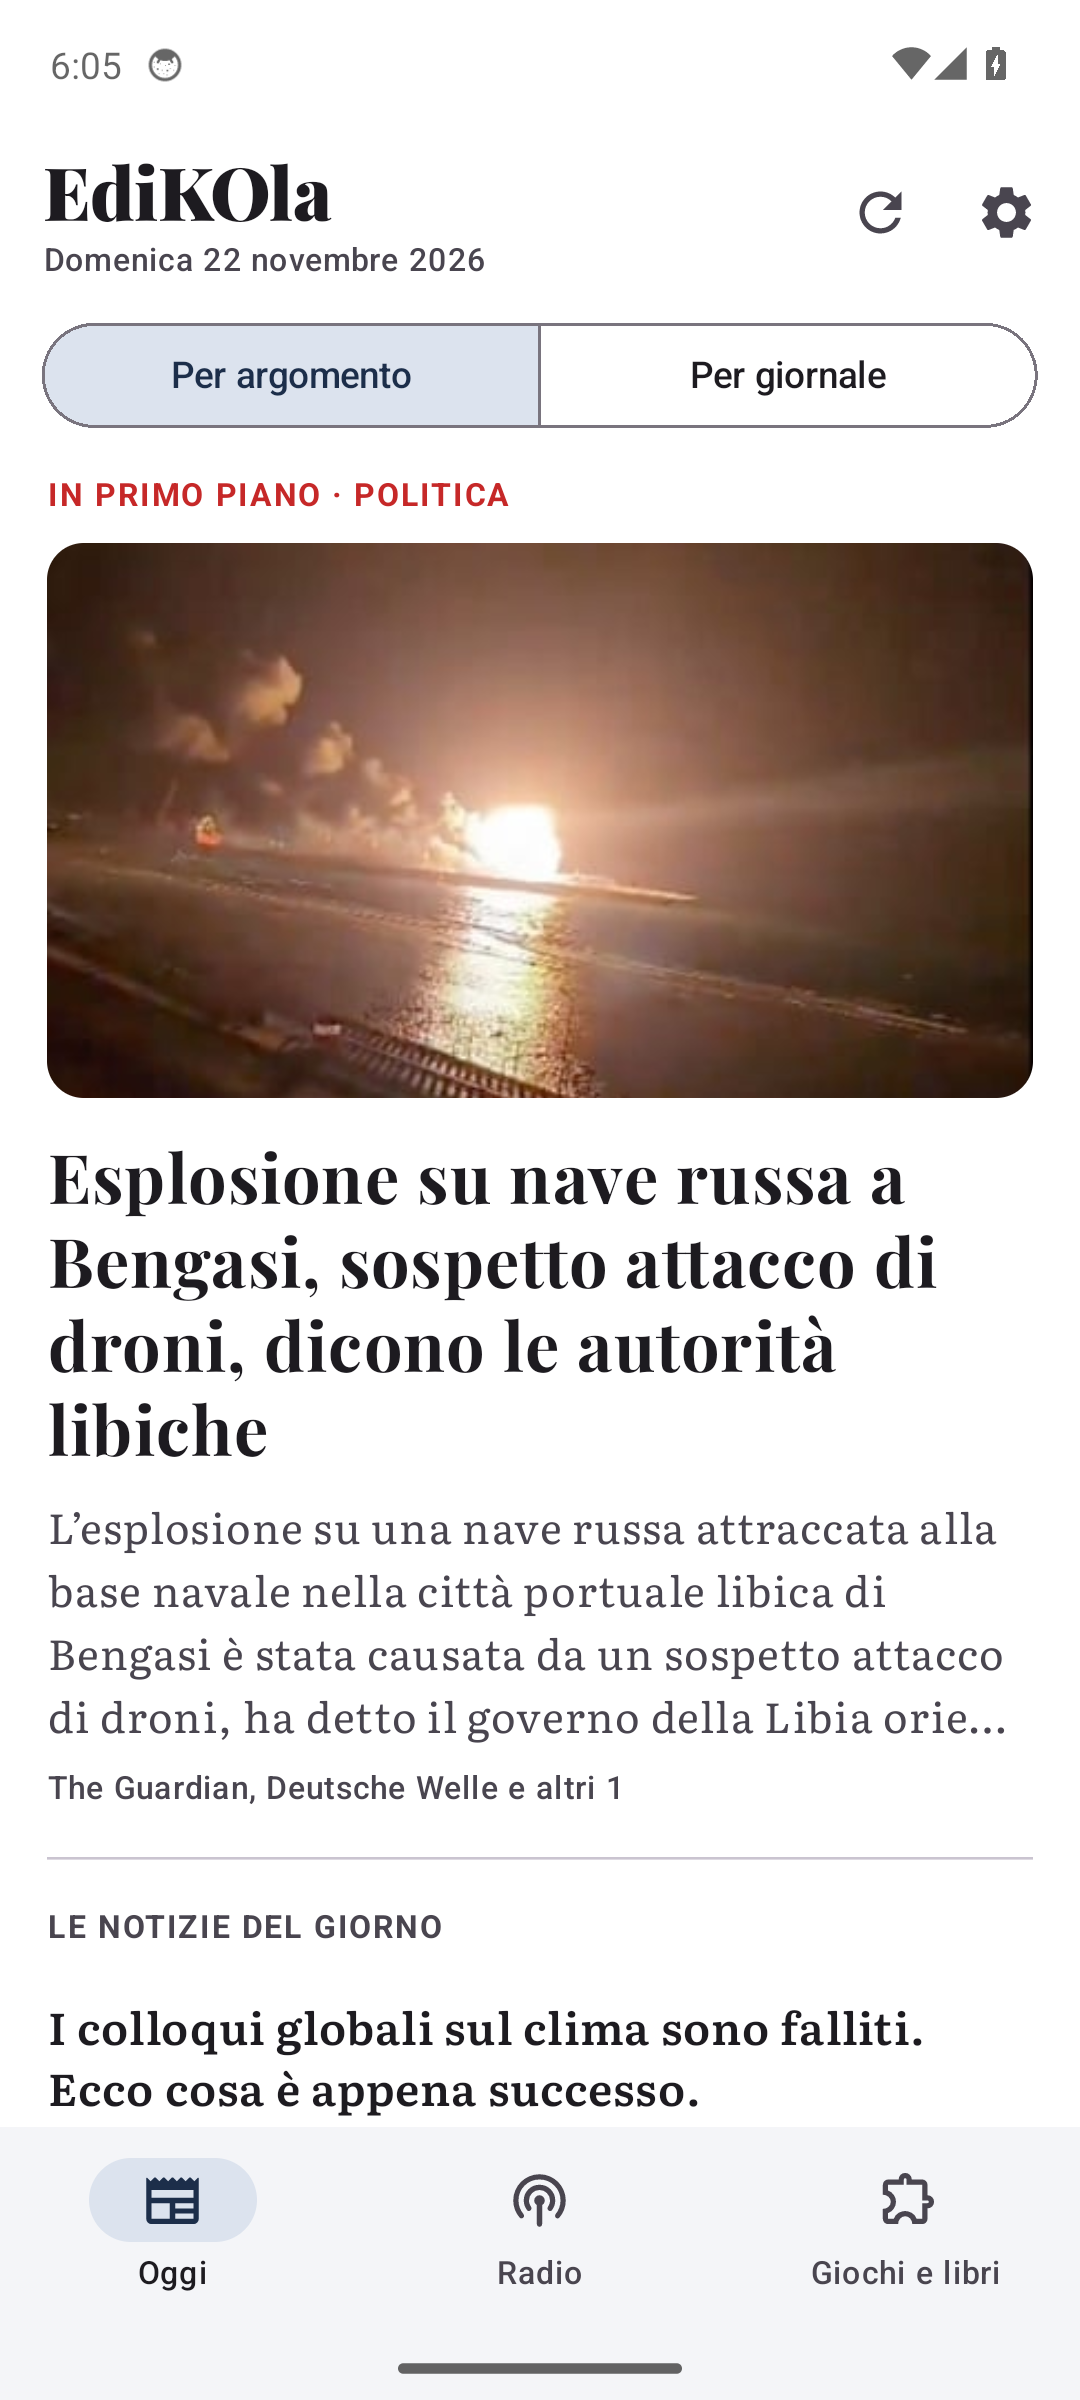 6:05
EdiKOla
Domenica 22 novembre 2026
Per argomento
Per giornale
IN PRIMO PIANO · POLITICA
Esplosione su nave russa a
Bengasi, sospetto attacco di
droni, dicono le autorità
libiche
L’esplosione su una nave russa attraccata alla
base navale nella città portuale libica di
Bengasi è stata causata da un sospetto attacco
di droni, ha detto il governo della Libia orie...
The Guardian, Deutsche Welle e altri 1
LE NOTIZIE DEL GIORNO
I colloqui globali sul clima sono falliti.
Ecco cosa è appena successo.
Oggi
Radio
Giochi e libri